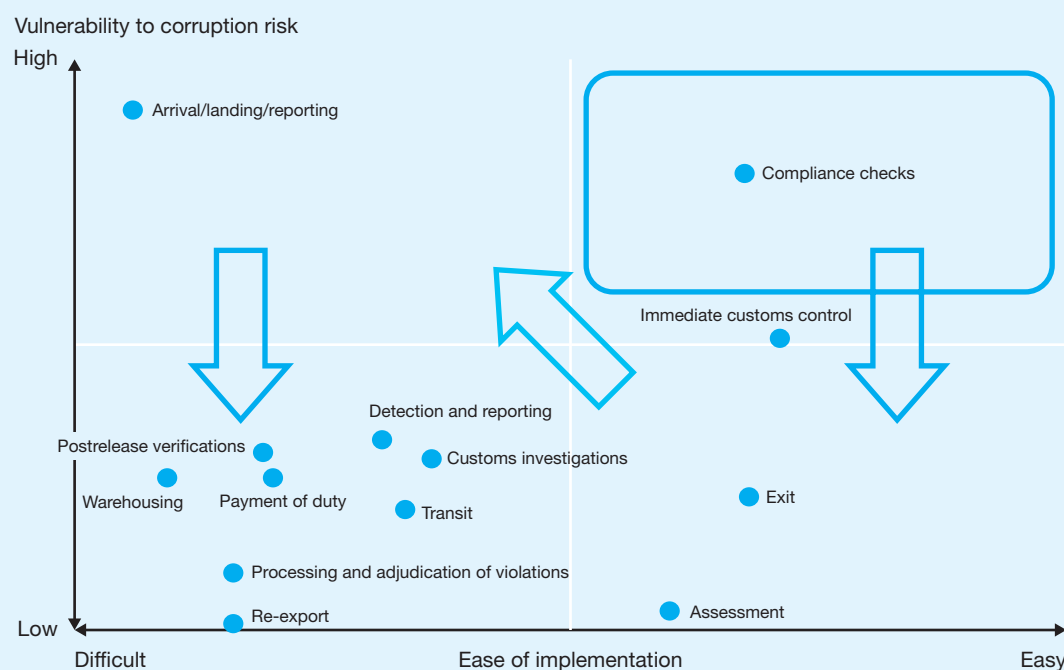 Vulnerability to corruption risk
High
Arrival/landing/reporting
Compliance checks
Immediate customs control
Detection and reporting
Postrelease verifications
Customs investigations
Warehousing
Payment of duty
Transit
Exit
Processing and adjudication of violations
Re-export
Assessment
Low
Difficult
Ease of implementation
Easy